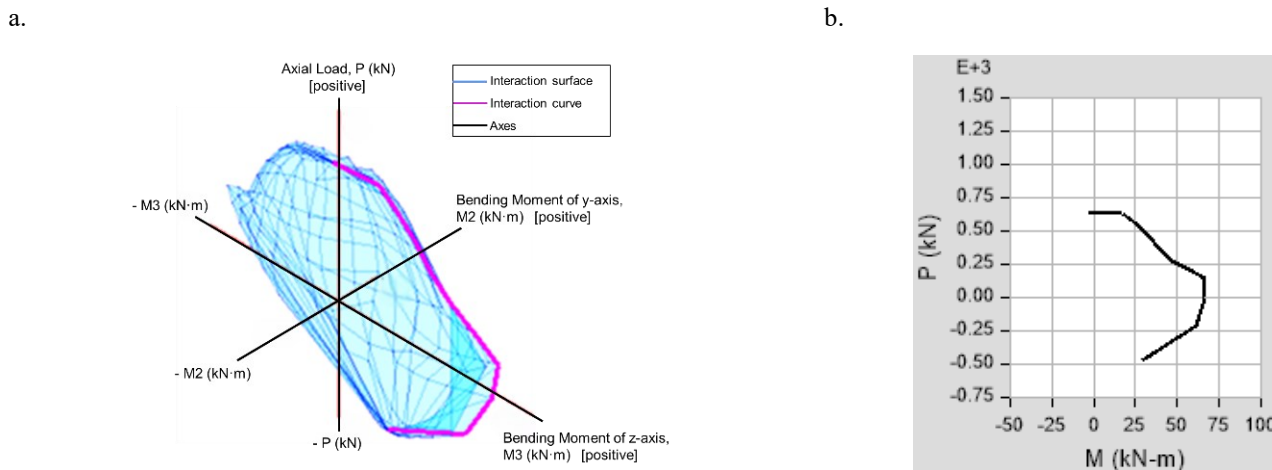 a.
b.
Axial Load, P (kN)
[positive]
Interaction surface
Interaction curve
Axes
- M3 (kN·m)
Bending Moment of y-axis,
M2 (kN·m) [positive]
- M2 (kN·m)
- P (kN)
Bending Moment of z-axis,
M3 (kN·m) [positive]
E+3
1.50
1.25
1.00
0.75
0.50
0.25
0.00
-0.25
-0.50
-0.75
P (kN)
-50 -25 0 25 50 75 100
M (kN-m)